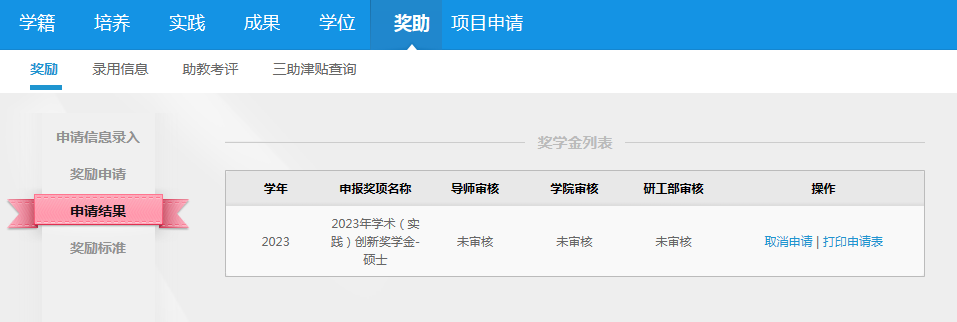 学籍 培养 实践 成果 学位 奖助 项目申请
奖励 录用信息 助教考评 三助津贴查询
申请信息录入
奖励申请
申请结果
奖励标准
奖学金列表
学年 申报奖项名称 导师审核 学院审核 研工部审核 操作
2023 2023年学术（实
践）创新奖学金-
硕士 未审核 未审核 未审核 取消申请 | 打印申请表